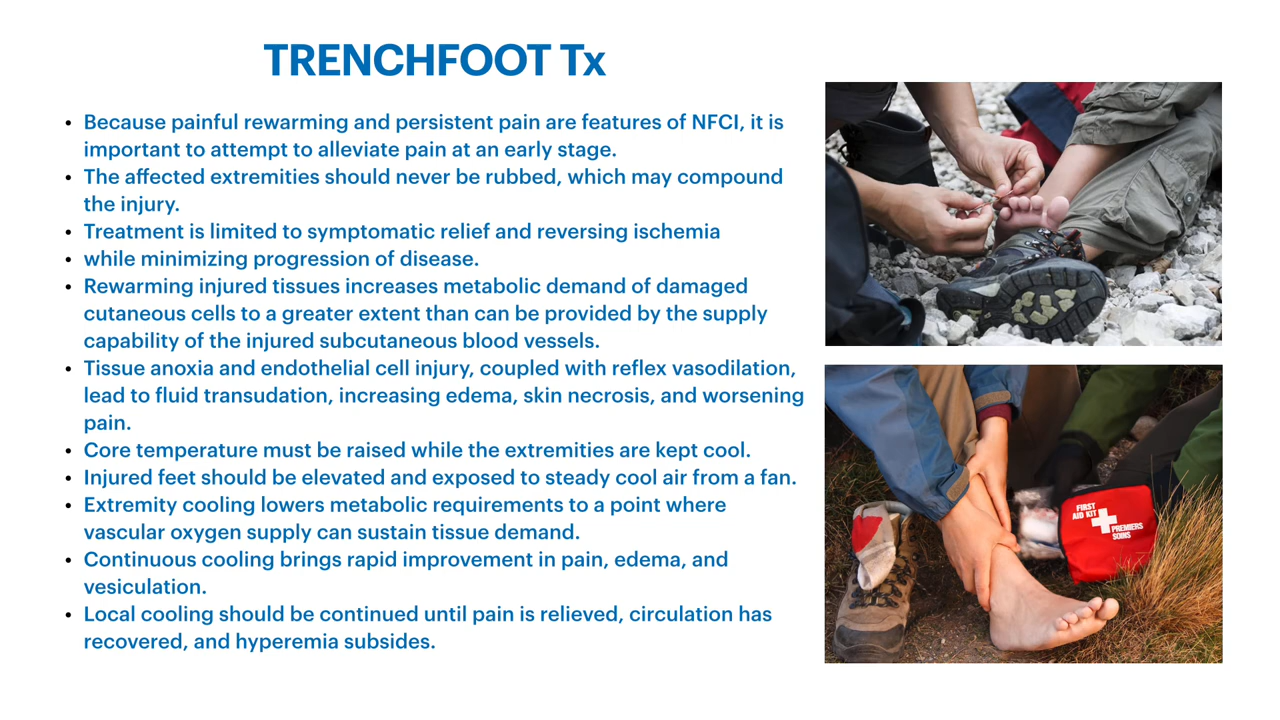 TRENCHFOOT Tx
• Because painful rewarming and persistent pain are features of NFCI, it is
important to attempt to alleviate pain at an early stage.
• The affected extremities should never be rubbed, which may compound
the injury.
• Treatment is limited to symptomatic relief and reversing ischemia
• while minimizing progression of disease.
• Rewarming injured tissues increases metabolic demand of damaged
cutaneous cells to a greater extent than can be provided by the supply
capability of the injured subcutaneous blood vessels.
• Tissue anoxia and endothelial cell injury, coupled with reflex vasodilation,
lead to fluid transudation, increasing edema, skin necrosis, and worsening
pain.
• Core temperature must be raised while the extremities are kept cool.
• Injured feet should be elevated and exposed to steady cool air from a fan.
• Extremity cooling lowers metabolic requirements to a point where
vascular oxygen supply can sustain tissue demand.
• Continuous cooling brings rapid improvement in pain, edema, and
vesiculation.
• Local cooling should be continued until pain is relieved, circulation has
recovered, and hyperemia subsides.
FIRST
AID KIT
PREMIERS
SOINS